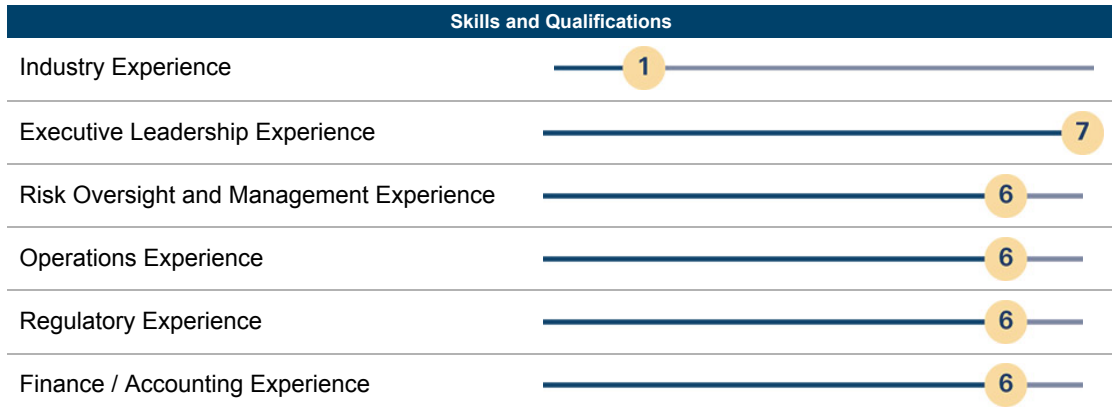 Skills and Qualifications
Industry Experience 1
Executive Leadership Experience 7
Risk Oversight and Management Experience 6
Operations Experience 6
Regulatory Experience 6
Finance / Accounting Experience 6